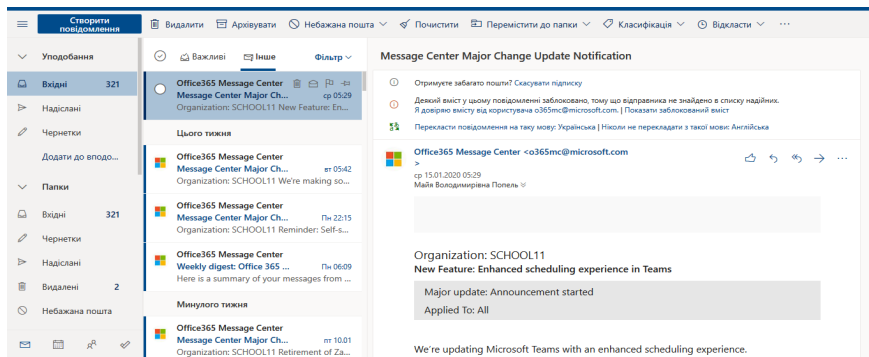 Створити повідомлення
Видалити Архівувати Небажана пошта Почистити Перемістити до папки Класифікація Відкласти ...
Уподобання
Вхідні 321
Надіслані
Чернетки
Додати до вподо...
Папки
Вхідні 321
Чернетки
Надіслані
Видалені 2
Небажана пошта
Важливі Інше Фільтр
Office365 Message Center
Message Center Major Ch... ср 05:29
Organization: SCHOOL11 New Feature: En...
Цього тижня
Office365 Message Center
Message Center Major Ch... вт 05:42
Organization: SCHOOL11 We're making so...
Office365 Message Center
Message Center Major Ch... Пн 22:15
Organization: SCHOOL11 Reminder: Self-s...
Office365 Message Center
Weekly digest: Office 365 ... Пн 06:09
Here is a summary of your messages from ...
Минулого тижня
Office365 Message Center
Message Center Major Ch... пт 10.01
Organization: SCHOOL11 Retirement of Za...
Message Center Major Change Update Notification
Отримуєте забагато пошти? Скасувати підписку
Деякий вміст у цьому повідомленні заблоковано, тому що відправника не знайдено в списку надійних.
Я довіряю вмісту від користувача o365mc@microsoft.com. | Показати заблокований вміст
Перекласти повідомлення на таку мову: Українська | Ніколи не перекладати з такої мови: Англійська
Office365 Message Center <o365mc@microsoft.com
>
ср 15.01.2020 05:29
Майя Володимирівна Попель
Organization: SCHOOL11
New Feature: Enhanced scheduling experience in Teams
Major update: Announcement started
Applied To: All
We're updating Microsoft Teams with an enhanced scheduling experience.